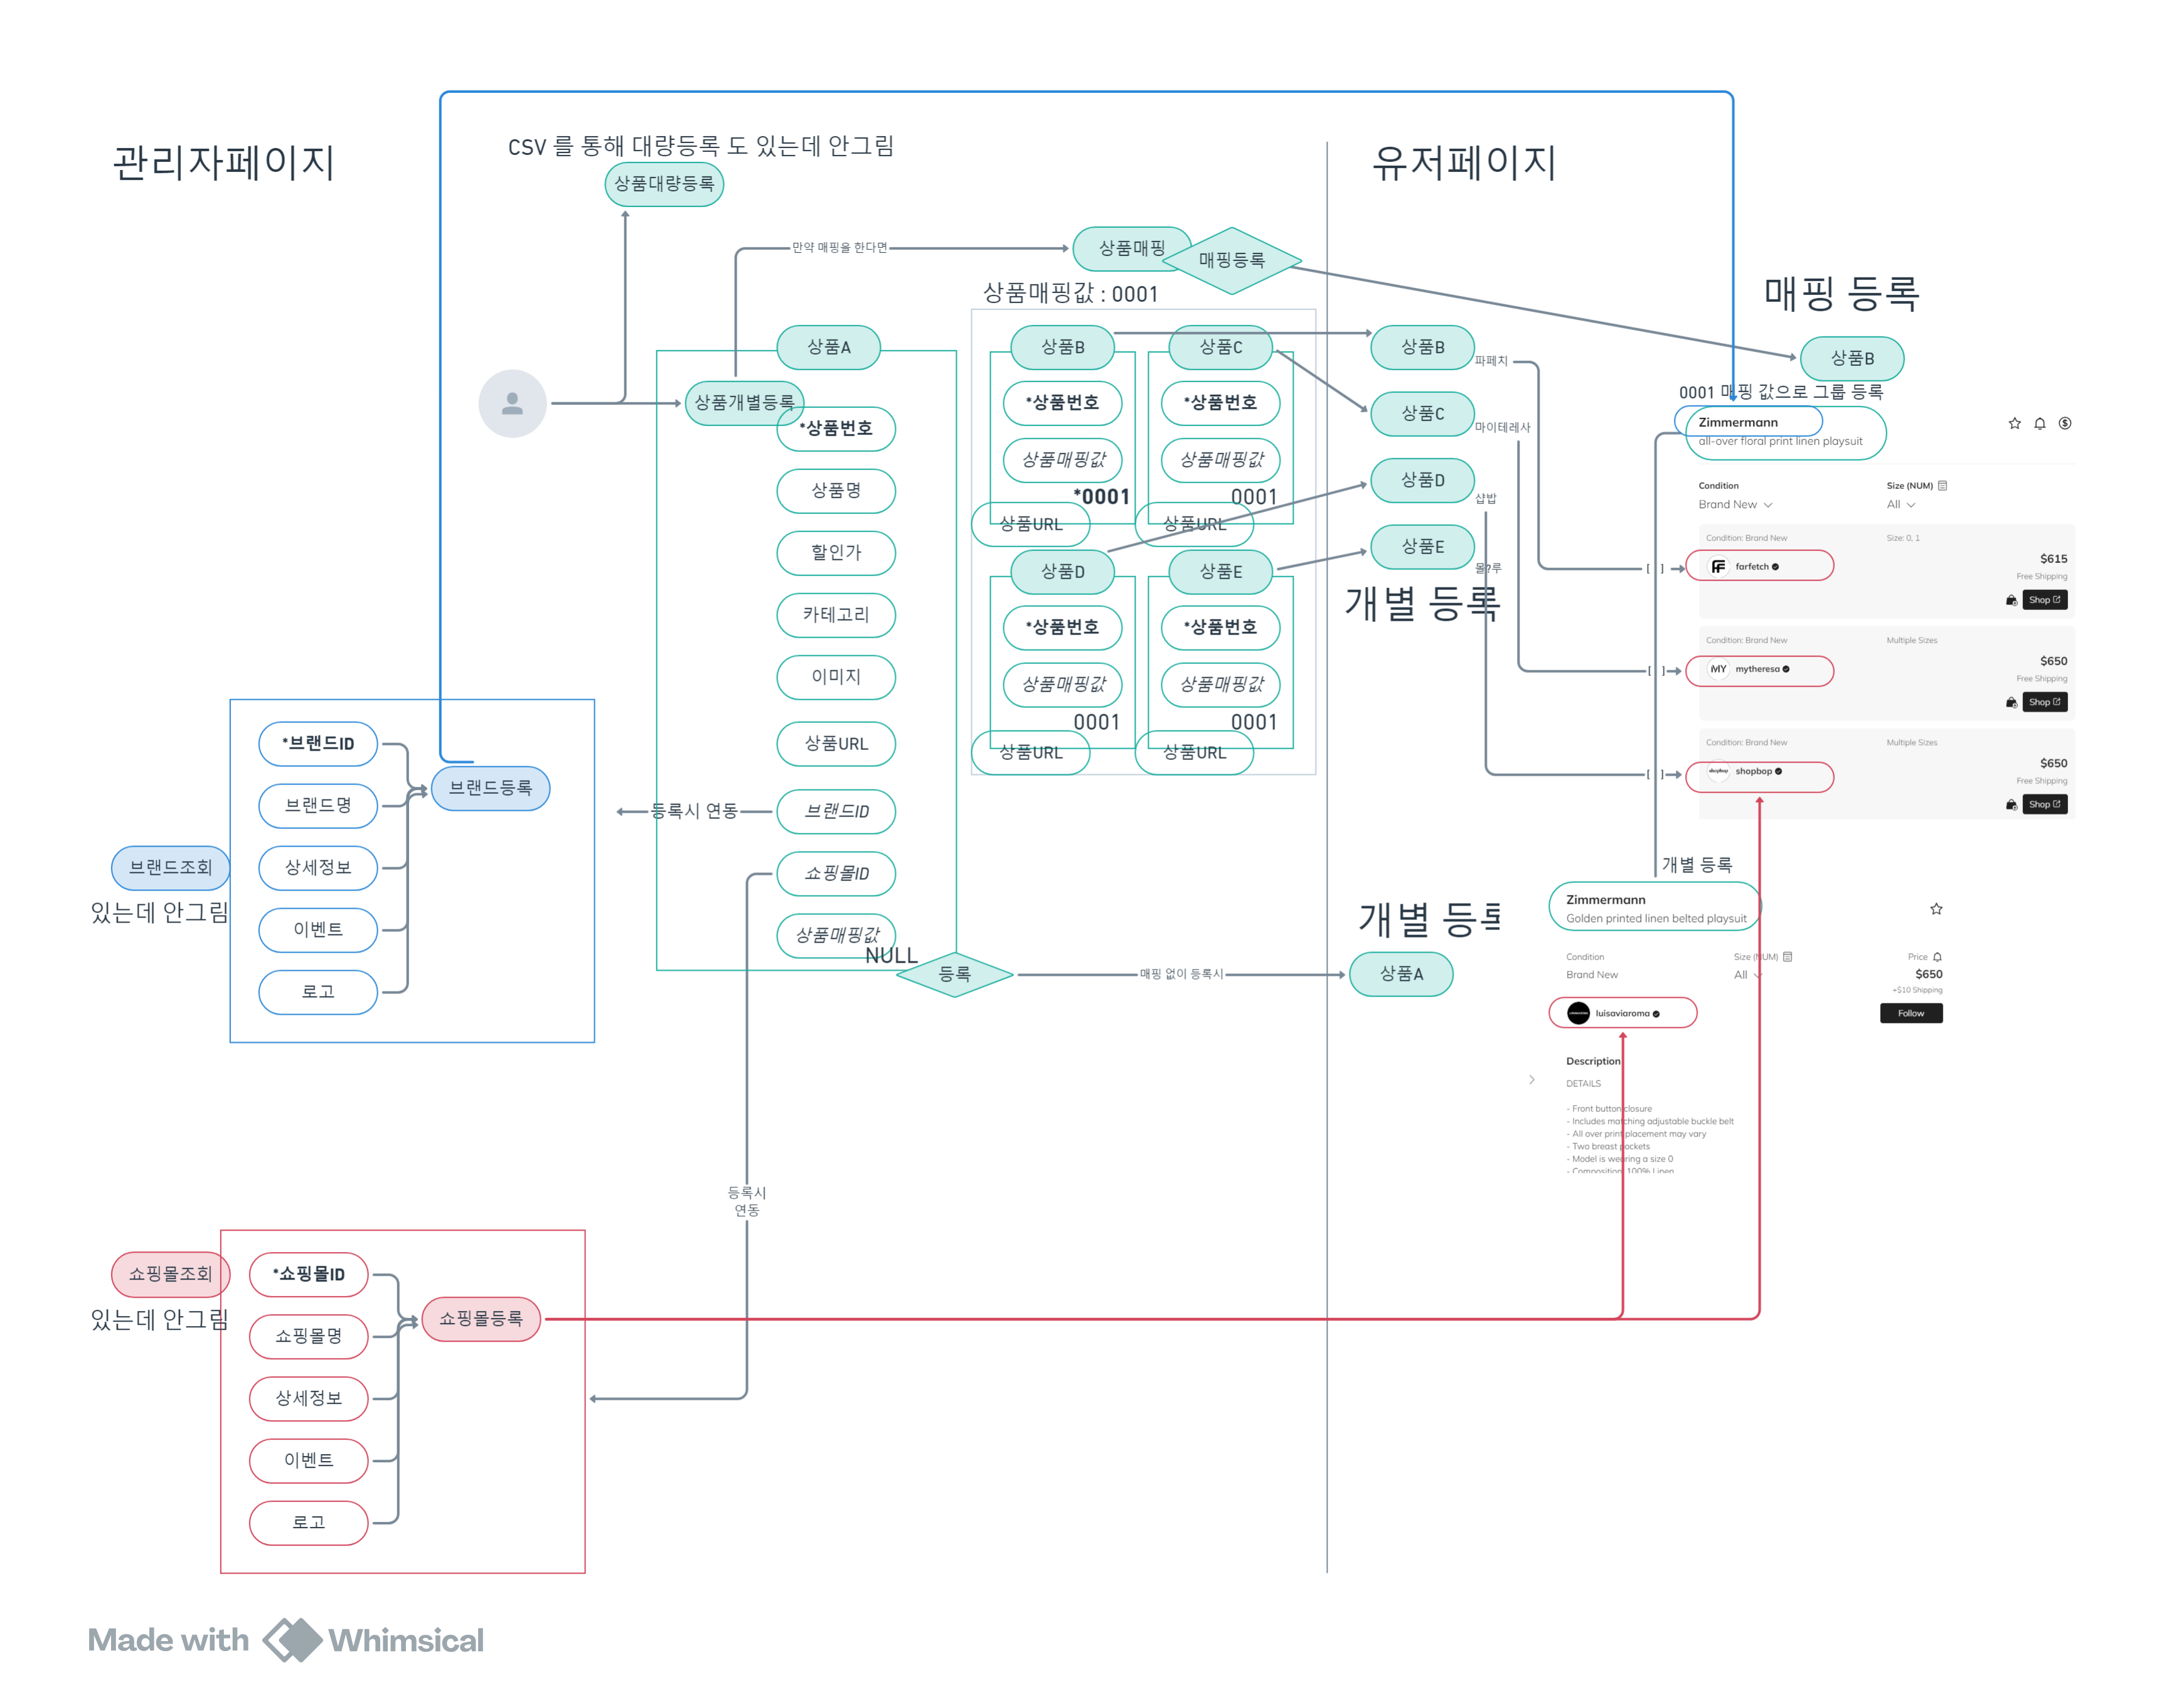 관리자페이지
CSV 를 통해 대량등록 도 있는데 안그림
상품대량등록
유저페이지
만약 매핑을 한다면
상품매핑
매핑등록
상품매핑값 : 0001
매핑 등록
상품A
상품개별등록
*상품번호
상품명
할인가
카테고리
이미지
상품URL
브랜드ID
쇼핑몰ID
상품매핑값
NULL
등록
등록시 연동
등록시
연동
매핑 없이 등록시
상품B
*상품번호
상품매핑값
*0001
상품URL
상품C
*상품번호
상품매핑값
0001
상품URL
상품D
*상품번호
상품매핑값
0001
상품URL
상품E
*상품번호
상품매핑값
0001
상품URL
상품B
파페치
상품C
마이테레사
상품D
샵밥
상품E
몰?루
개별 등록
상품B
0001 매핑 값으로 그룹 등록
Zimmermann
all-over floral print linen playsuit
Condition
Size (NUM)
Brand New
All
Condition: Brand New
Size: 0, 1
[ ]
farfetch
$615
Free Shipping
Shop
Condition: Brand New
Multiple Sizes
[ ]
MY
mytheresa
$650
Free Shipping
Shop
Condition: Brand New
Multiple Sizes
[ ]
shopbop
shopbop
$650
Free Shipping
Shop
개별 등록
개별 등록
상품A
Zimmermann
Golden printed linen belted playsuit
Condition
Size (NUM)
Price
Brand New
All
$650
+$10 Shipping
luisaviaroma
Follow
Description
DETAILS
- Front button closure
- Includes matching adjustable buckle belt
- All over print placement may vary
- Two breast pockets
- Model is wearing a size 0
- Composition: 100% Linen
*브랜드ID
브랜드명
상세정보
이벤트
로고
브랜드등록
브랜드조회
있는데 안그림
*쇼핑몰ID
쇼핑몰명
상세정보
이벤트
로고
쇼핑몰등록
쇼핑몰조회
있는데 안그림
Made with Whimsical